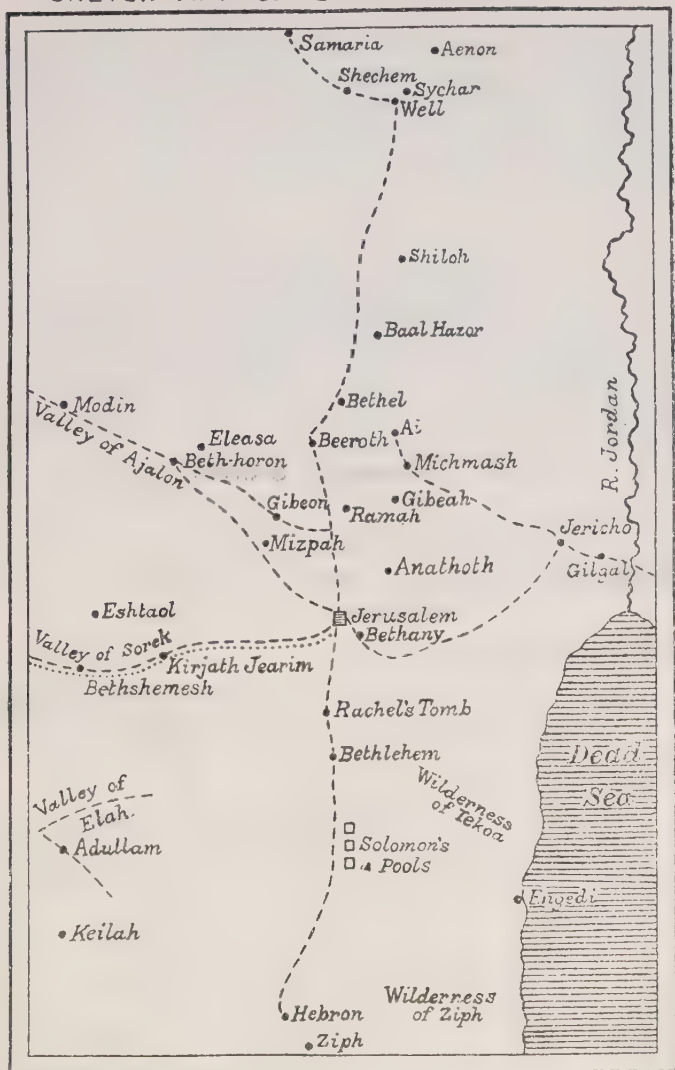 Samaria
Aenon
Shechem
Sychar
Well
Shiloh
Baal Hazor
R. Jordan
Modin
Bethel
Valley of Ajalon
Eleasa
Beeroth
Ai
Beth-horon
Michmash
Gibeon
Ramah
Gibeah
Jericho
Mizpah
Anathoth
Gilgal
Eshtaol
Jerusalem
Bethany
Valley of Sorek
Kirjath Jearim
Bethshemesh
Rachel's Tomb
Bethlehem
Dead
Sea
Wilderness
of Tekoa
Valley of
Elah.
Solomon's
Pools
Adullam
Engedi
Keilah
Hebron
Wilderness
of Ziph
Ziph